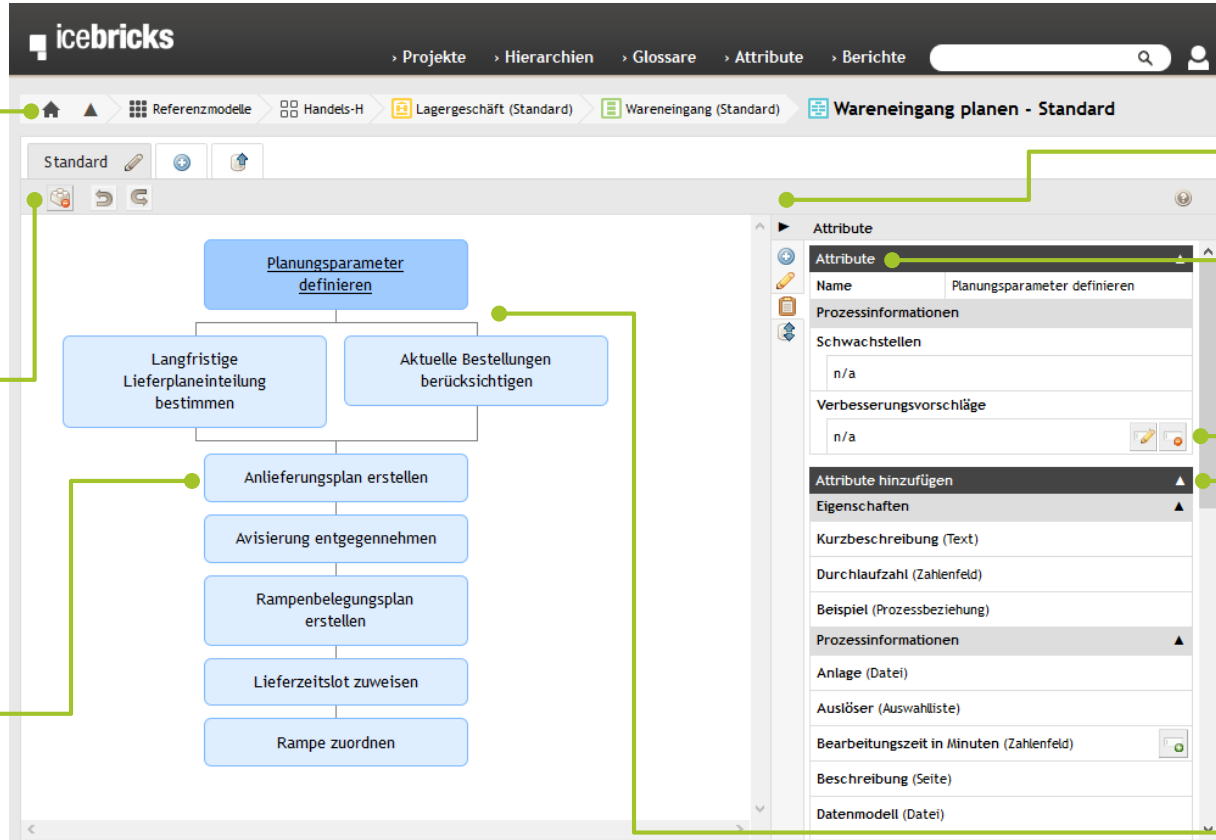 icebricks
› Projekte › Hierarchien › Glossare › Attribute › Berichte
Referenzmodelle Handels-H Lagergeschäft (Standard) Wareneingang (Standard) Wareneingang planen - Standard
Standard
Planungsparameter
definieren
Langfristige
Lieferplaneinteilung
bestimmen
Aktuelle Bestellungen
berücksichtigen
Anlieferungsplan erstellen
Avisierung entgegennehmen
Rampenbelegungsplan
erstellen
Lieferzeitslot zuweisen
Rampe zuordnen
Attribute
Attribute
Name Planungsparameter definieren
Prozessinformationen
Schwachstellen
n/a
Verbesserungsvorschläge
n/a
Attribute hinzufügen
Eigenschaften
Kurzbeschreibung (Text)
Durchlaufzahl (Zahlenfeld)
Beispiel (Prozessbeziehung)
Prozessinformationen
Anlage (Datei)
Auslöser (Auswahlliste)
Bearbeitungszeit in Minuten (Zahlenfeld)
Beschreibung (Seite)
Datenmodell (Datei)